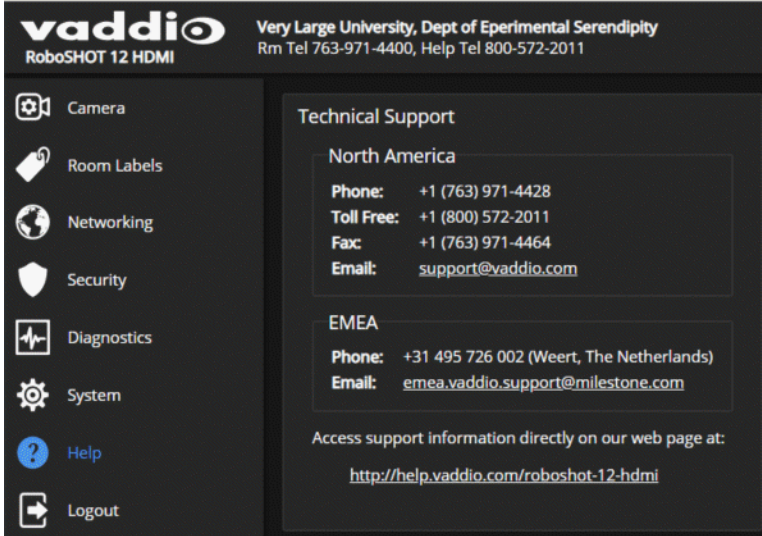 vaddio
RoboSHOT 12 HDMI
Very Large University, Dept of Eperimental Serendipity
Rm Tel 763-971-4400, Help Tel 800-572-2011
Camera
Room Labels
Networking
Security
Diagnostics
System
Help
Logout
Technical Support
North America
Phone: +1 (763) 971-4428
Toll Free: +1 (800) 572-2011
Fax: +1 (763) 971-4464
Email: support@vaddio.com
EMEA
Phone: +31 495 726 002 (Weert, The Netherlands)
Email: emea.vaddio.support@milestone.com
Access support information directly on our web page at:
http://help.vaddio.com/roboshot-12-hdmi